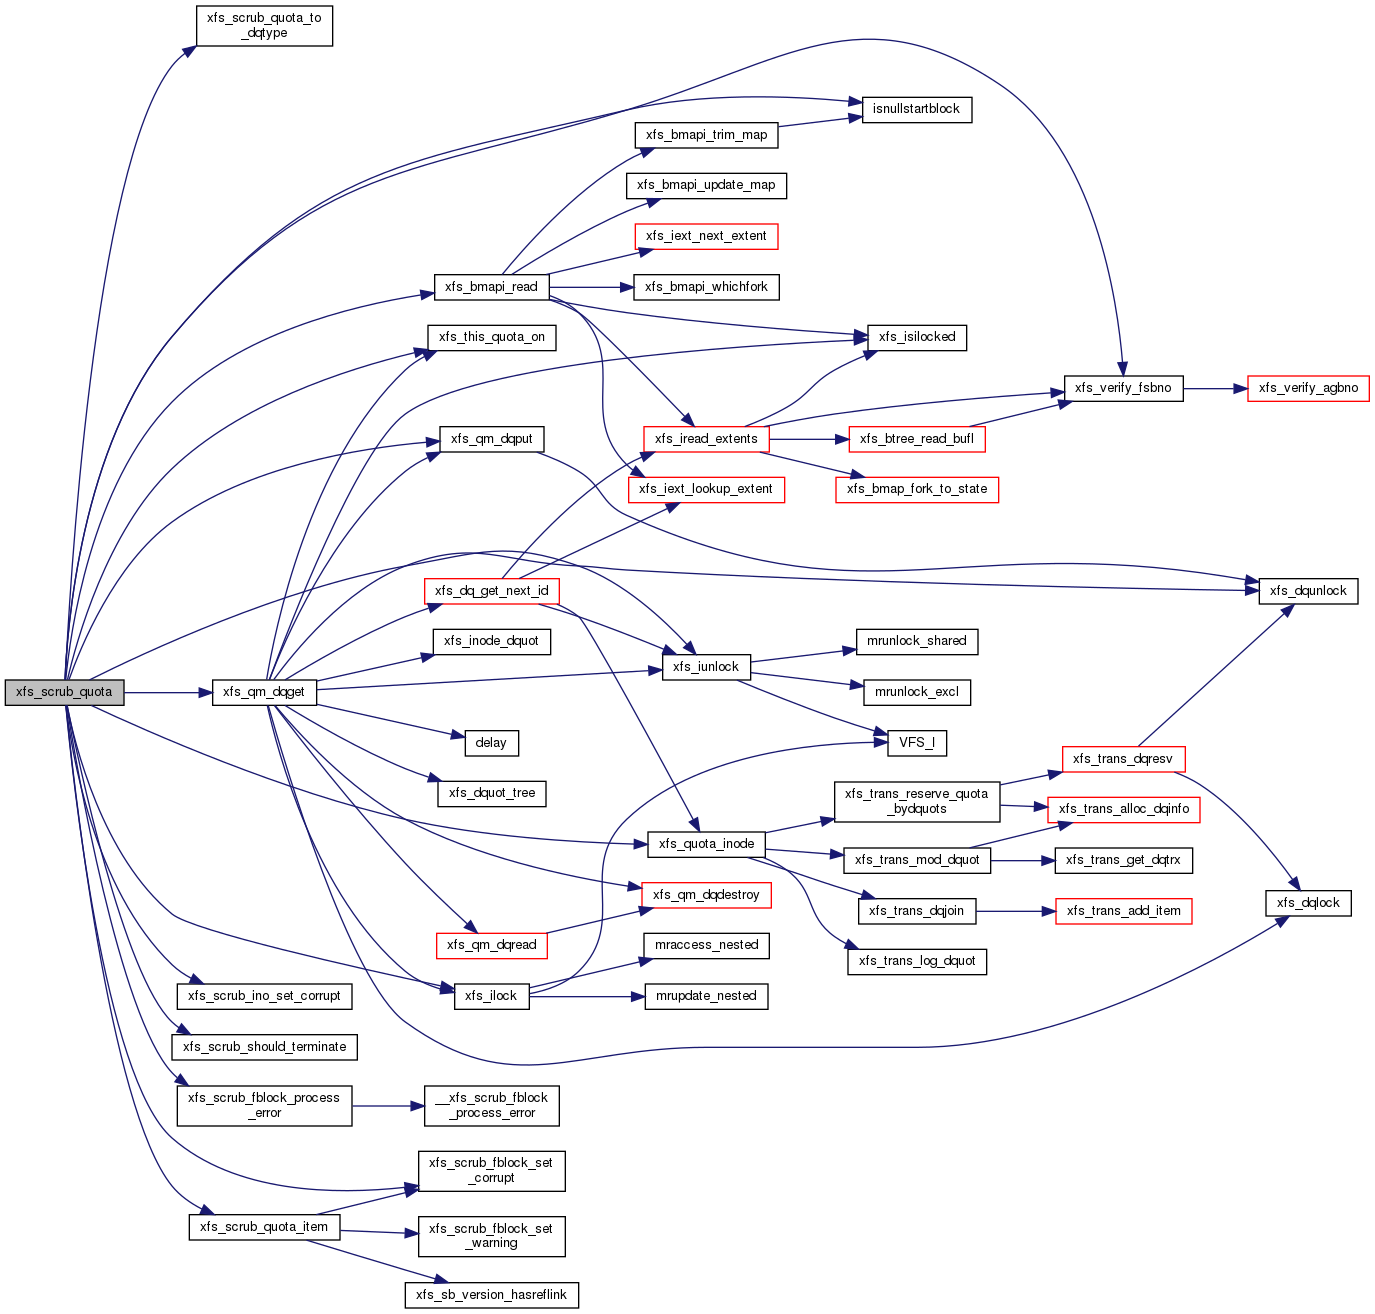 xfs_scrub_quota_to
_dqtype
isnullstartblock
xfs_bmapi_trim_map
xfs_bmapi_update_map
xfs_iext_next_extent
xfs_bmapi_read
xfs_bmapi_whichfork
xfs_this_quota_on
xfs_isilocked
xfs_verify_fsbno
xfs_verify_agbno
xfs_qm_dqput
xfs_iread_extents
xfs_btree_read_bufl
xfs_iext_lookup_extent
xfs_bmap_fork_to_state
xfs_dq_get_next_id
xfs_dqunlock
xfs_inode_dquot
mrunlock_shared
xfs_iunlock
xfs_scrub_quota
xfs_qm_dqget
mrunlock_excl
delay
VFS_I
xfs_trans_dqresv
xfs_dquot_tree
xfs_trans_reserve_quota
_bydquots
xfs_trans_alloc_dqinfo
xfs_quota_inode
xfs_trans_mod_dquot
xfs_trans_get_dqtrx
xfs_qm_dqdestroy
xfs_dqlock
xfs_trans_dqjoin
xfs_trans_add_item
xfs_qm_dqread
mraccess_nested
xfs_trans_log_dquot
xfs_scrub_ino_set_corrupt
xfs_ilock
mrupdate_nested
xfs_scrub_should_terminate
xfs_scrub_fblock_process
_error
__xfs_scrub_fblock
_process_error
xfs_scrub_fblock_set
_corrupt
xfs_scrub_quota_item
xfs_scrub_fblock_set
_warning
xfs_sb_version_hasreflink